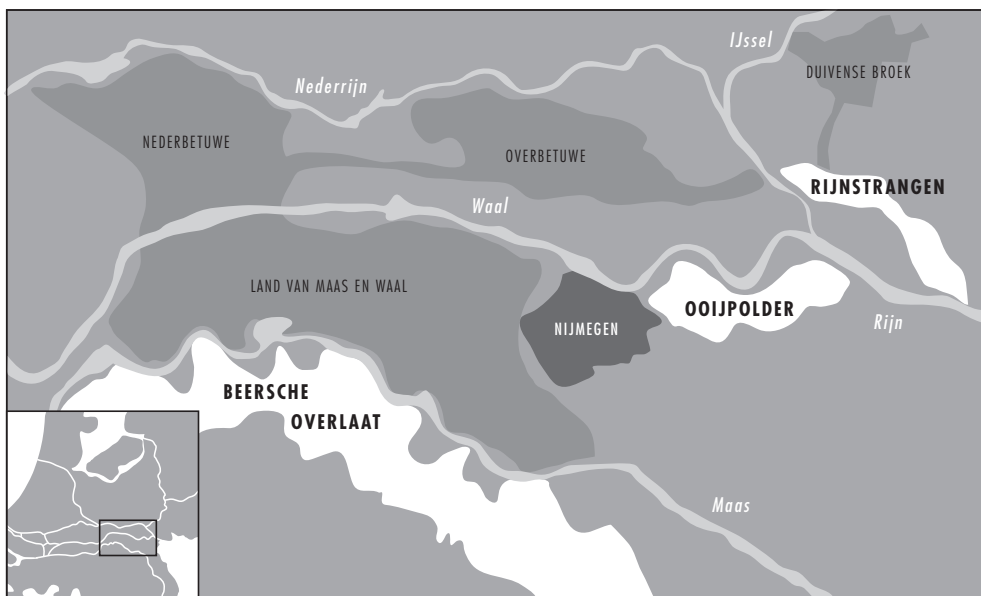 IJssel
DUIVENSE BROEK
Nederrijn
NEDERBETUWE
OVERBETUWE
RIJNSTRANGEN
Waal
LAND VAN MAAS EN WAAL
OOIJPOLDER
NIJMEGEN
Rijn
BEERSCHE
OVERLAAT
Maas